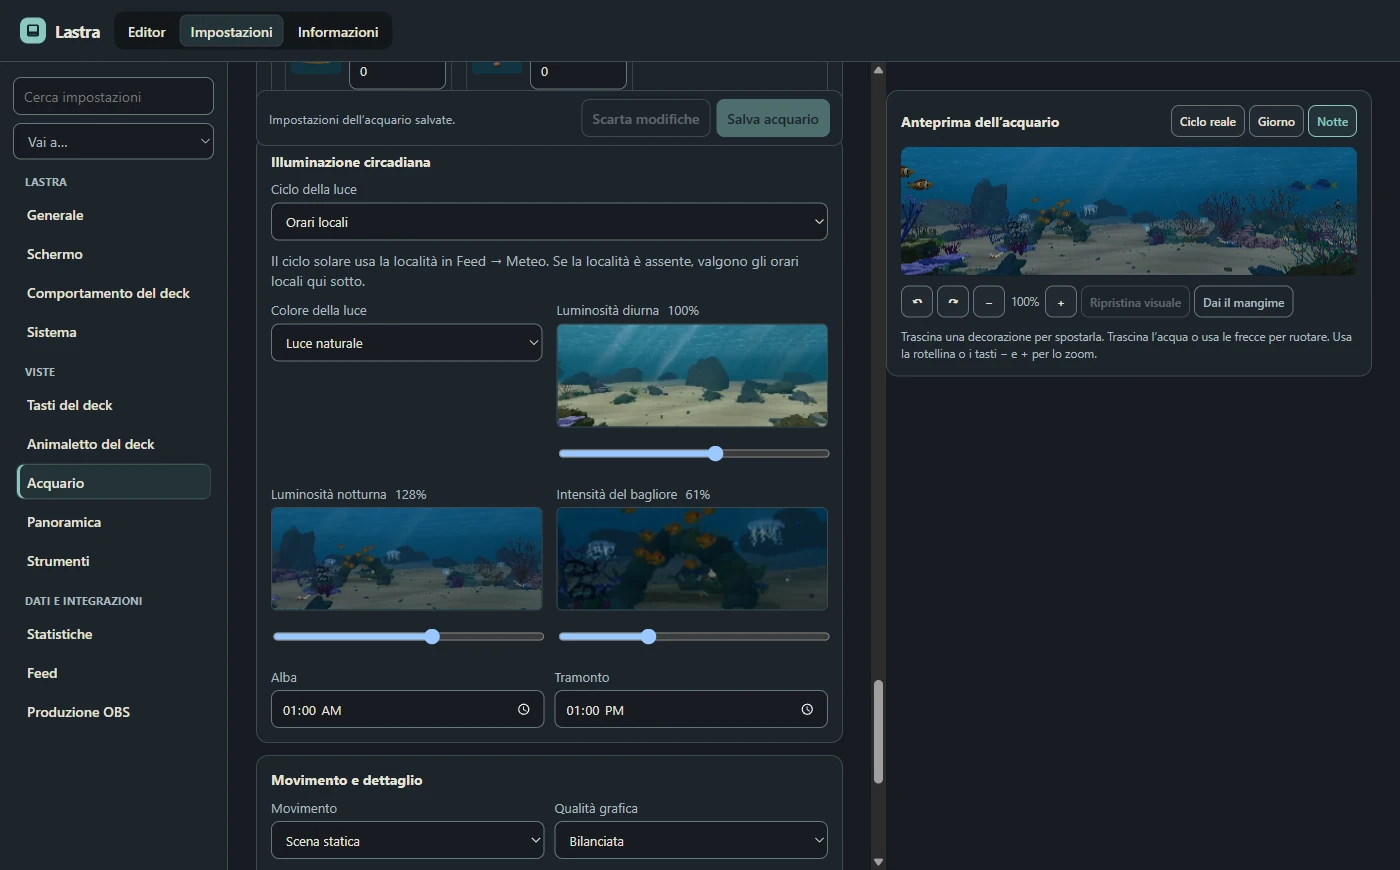 Lastra
Editor
Impostazioni
Informazioni
Cerca impostazioni
Vai a...
LASTRA
Generale
Schermo
Comportamento del deck
Sistema
VISTE
Tasti del deck
Animaletto del deck
Acquario
Panoramica
Strumenti
DATI E INTEGRAZIONI
Statistiche
Feed
Produzione OBS
0
0
Impostazioni dell'acquario salvate.
Scarta modifiche
Salva acquario
Illuminazione circadiana
Ciclo della luce
Orari locali
Il ciclo solare usa la località in Feed → Meteo. Se la località è assente, valgono gli orari
locali qui sotto.
Colore della luce
Luce naturale
Luminosità diurna 100%
Luminosità notturna 128%
Intensità del bagliore 61%
Alba
01:00 AM
Tramonto
01:00 PM
Movimento e dettaglio
Movimento
Scena statica
Qualità grafica
Bilanciata
Anteprima dell'acquario
Ciclo reale
Giorno
Notte
−
100%
+
Ripristina visuale
Dai il mangime
Trascina una decorazione per spostarla. Trascina l'acqua o usa le frecce per ruotare. Usa
la rotellina o i tasti − e + per lo zoom.